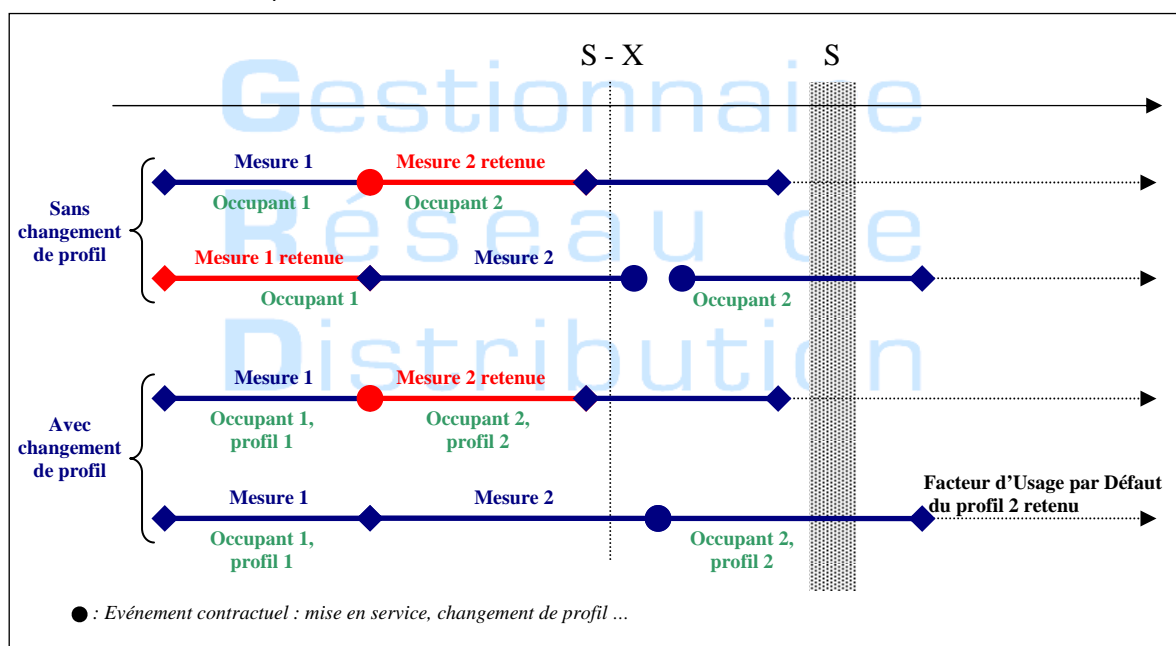 S - X
S
Gestionnaire
Mesure 1
Mesure 2 retenue
Occupant 1
Occupant 2
Sans
changement
de profil
Réseau de
Mesure 1 retenue
Mesure 2
Occupant 1
Occupant 2
Distribution
Mesure 1
Mesure 2 retenue
Occupant 1,
profil 1
Occupant 2,
profil 2
Avec
changement
de profil
Mesure 1
Mesure 2
Facteur d’Usage par Défaut
du profil 2 retenu
Occupant 1,
profil 1
Occupant 2,
profil 2
: Evénement contractuel : mise en service, changement de profil …